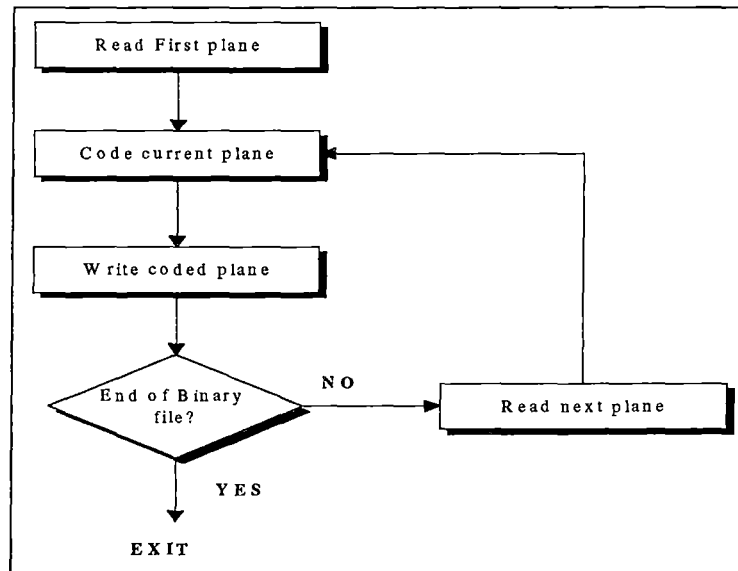 Read First plane
Code current plane
Write coded plane
End of Binary
file?
NO
Read next plane
YES
EXIT